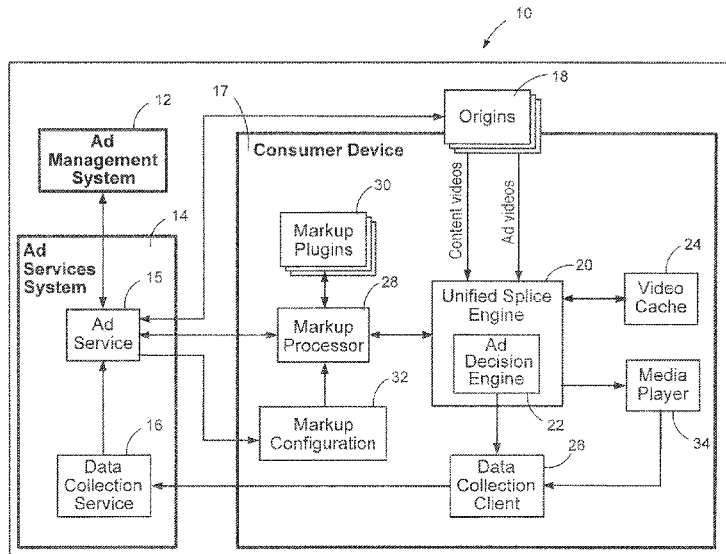 10
12
Ad
Management
System
17
18
Origins
Consumer Device
Content videos
Ad videos
14
Ad
Services
System
30
Markup
Plugins
20
Unified Splice
Engine
24
Video
Cache
15
Ad
Service
28
Markup
Processor
Ad
Decision
Engine
22
Media
Player
34
32
Markup
Configuration
16
Data
Collection
Service
26
Data
Collection
Client